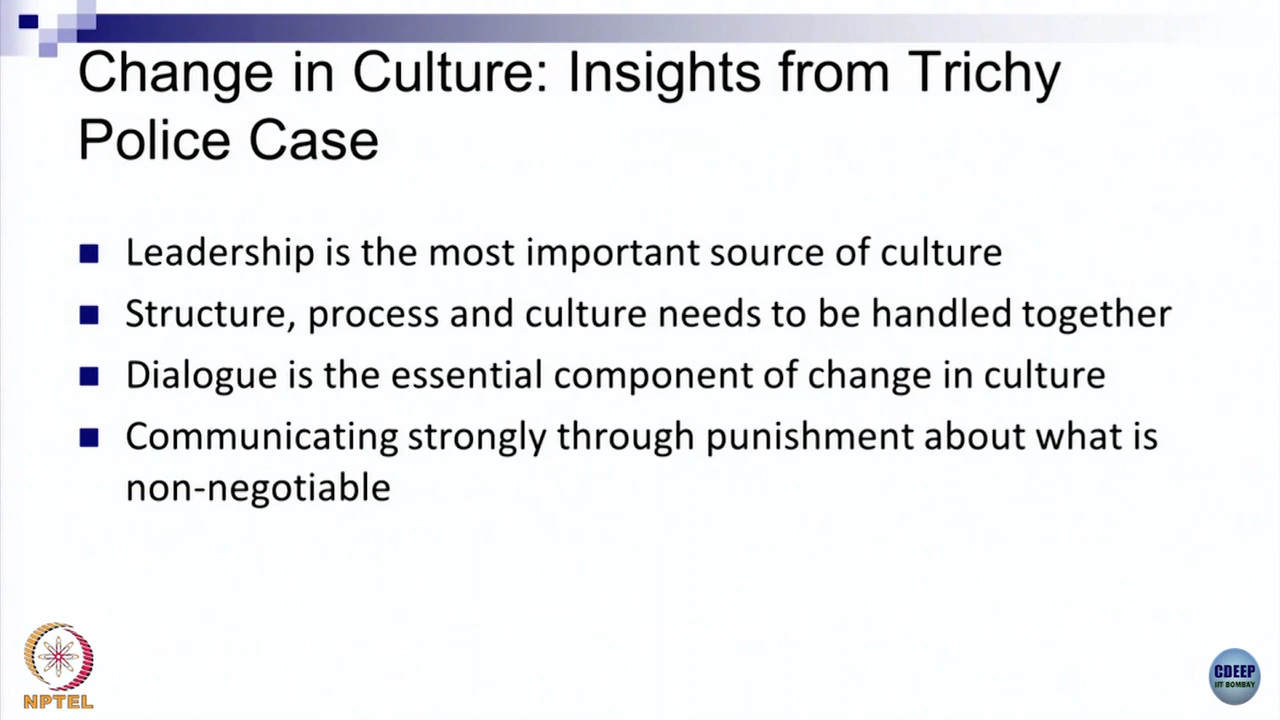 Change in Culture: Insights from Trichy
Police Case
Leadership is the most important source of culture
Structure, process and culture needs to be handled together
Dialogue is the essential component of change in culture
Communicating strongly through punishment about what is
non-negotiable
NPTEL
CDEEP
IIT BOMBAY